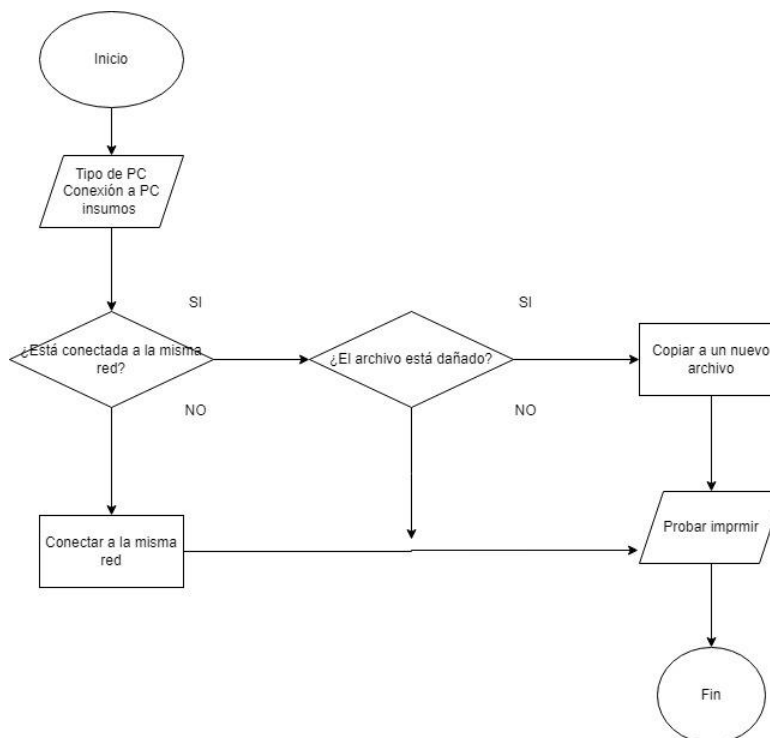 Inicio
Tipo de PC
Conexión a PC
insumos
SI
SI
¿Está conectada a la misma
red?
¿El archivo está dañado?
Copiar a un nuevo
archivo
NO
NO
Conectar a la misma
red
Probar imprmir
Fin